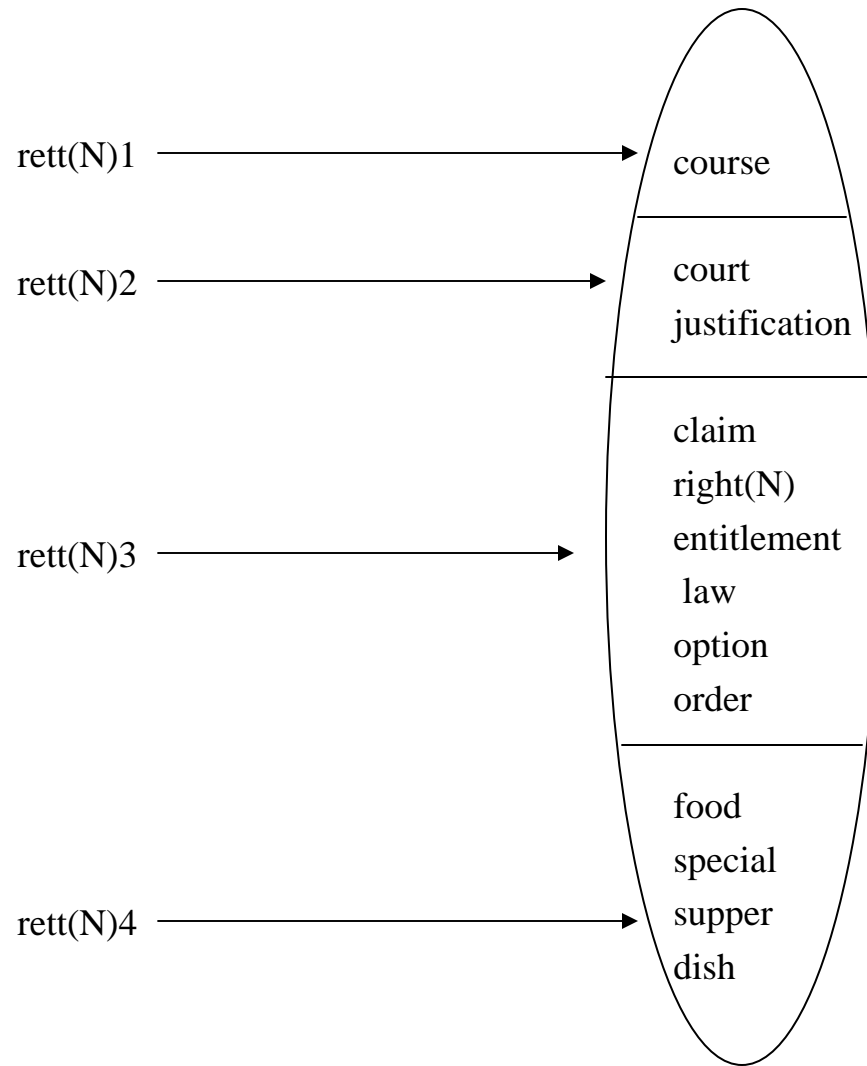 rett(N)1
course
rett(N)2
court
justification
claim
right(N)
entitlement
rett(N)3
law
option
order
food
special
supper
rett(N)4
dish